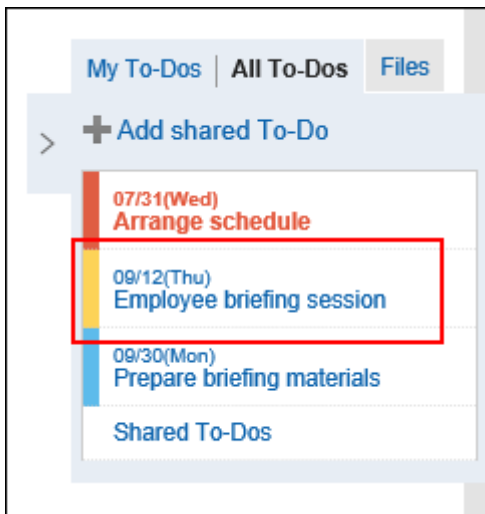 My To-Dos | All To-Dos Files
Add shared To-Do
07/31(Wed)
Arrange schedule
09/12(Thu)
Employee briefing session
09/30(Mon)
Prepare briefing materials
Shared To-Dos